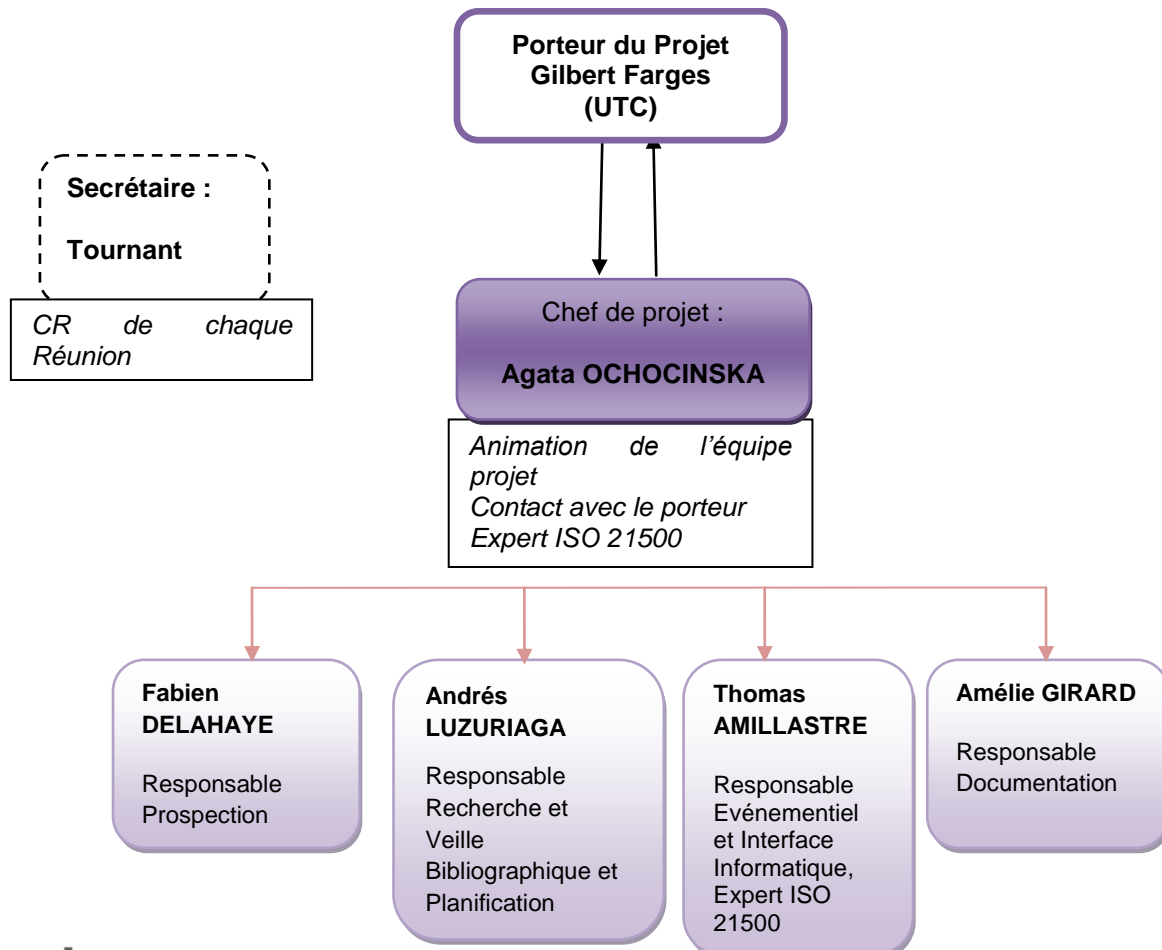 Porteur du Projet
Gilbert Farges
(UTC)
Secrétaire :
Tournant
CR de chaque
Réunion
Chef de projet :
Agata OCHOCINSKA
Animation de l’équipe
projet
Contact avec le porteur
Expert ISO 21500
Fabien
DELAHAYE
Responsable
Prospection
Andrés
LUZURIAGA
Responsable
Recherche et
Veille
Bibliographique et
Planification
Thomas
AMILLASTRE
Responsable
Evénementiel
et Interface
Informatique,
Expert ISO
21500
Amélie GIRARD
Responsable
Documentation